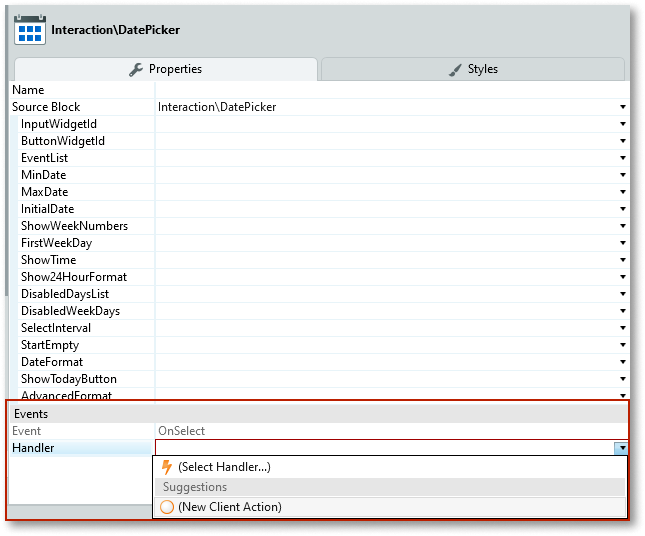 Interaction\DatePicker
Properties Styles
Name
Source Block Interaction\DatePicker
InputWidgetId
ButtonWidgetId
EventList
MinDate
MaxDate
InitialDate
ShowWeekNumbers
FirstWeekDay
ShowTime
Show24HourFormat
DisabledDaysList
DisabledWeekDays
SelectInterval
StartEmpty
DateFormat
ShowTodayButton
AdvancedFormat
Events
Event OnSelect
Handler
(Select Handler...)
Suggestions
(New Client Action)